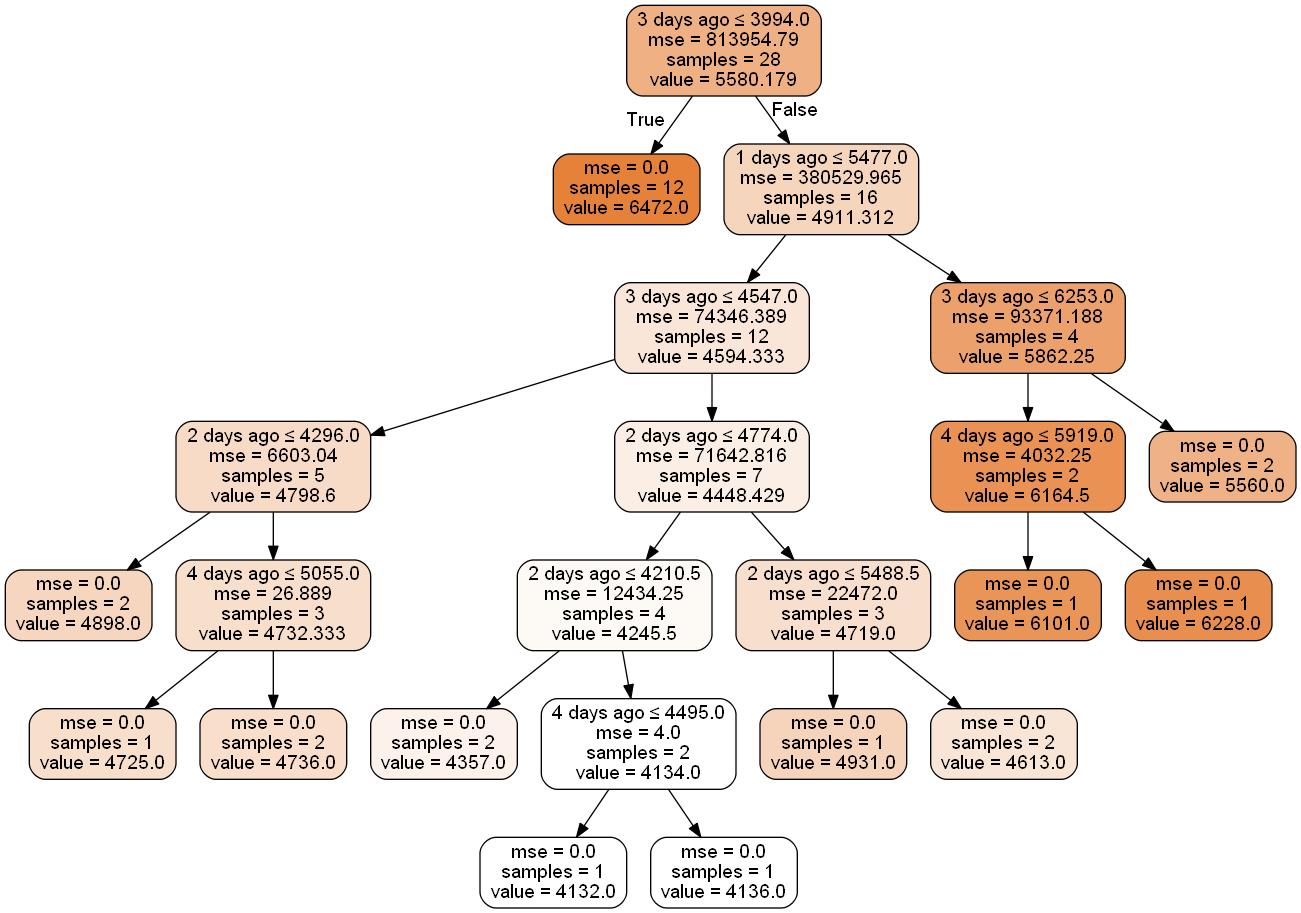 3 days ago ≤ 3994.0
mse = 813954.79
samples = 28
value = 5580.179
True
False
mse = 0.0
samples = 12
value = 6472.0
1 days ago ≤ 5477.0
mse = 380529.965
samples = 16
value = 4911.312
3 days ago ≤ 4547.0
mse = 74346.389
samples = 12
value = 4594.333
3 days ago ≤ 6253.0
mse = 93371.188
samples = 4
value = 5862.25
2 days ago ≤ 4296.0
mse = 6603.04
samples = 5
value = 4798.6
2 days ago ≤ 4774.0
mse = 71642.816
samples = 7
value = 4448.429
4 days ago ≤ 5919.0
mse = 4032.25
samples = 2
value = 6164.5
mse = 0.0
samples = 2
value = 5560.0
mse = 0.0
samples = 2
value = 4898.0
4 days ago ≤ 5055.0
mse = 26.889
samples = 3
value = 4732.333
2 days ago ≤ 4210.5
mse = 12434.25
samples = 4
value = 4245.5
2 days ago ≤ 5488.5
mse = 22472.0
samples = 3
value = 4719.0
mse = 0.0
samples = 1
value = 6101.0
mse = 0.0
samples = 1
value = 6228.0
mse = 0.0
samples = 1
value = 4725.0
mse = 0.0
samples = 2
value = 4736.0
mse = 0.0
samples = 2
value = 4357.0
4 days ago ≤ 4495.0
mse = 4.0
samples = 2
value = 4134.0
mse = 0.0
samples = 1
value = 4931.0
mse = 0.0
samples = 2
value = 4613.0
mse = 0.0
samples = 1
value = 4132.0
mse = 0.0
samples = 1
value = 4136.0